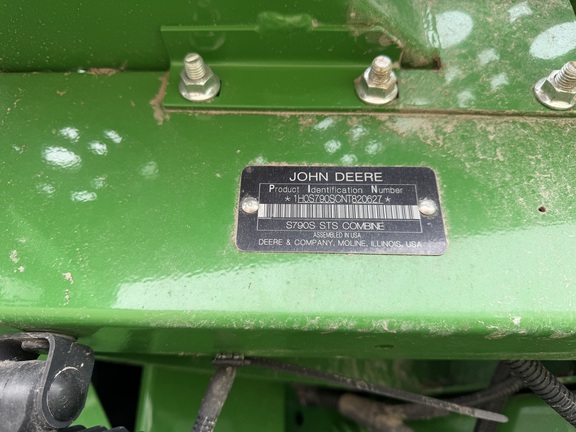 JOHN DEERE
Product Identification Number
*1H0S790SCNT820627*
S790S STS COMBINE
ASSEMBLED IN USA
DEERE & COMPANY, MOLINE, ILLINOIS, USA